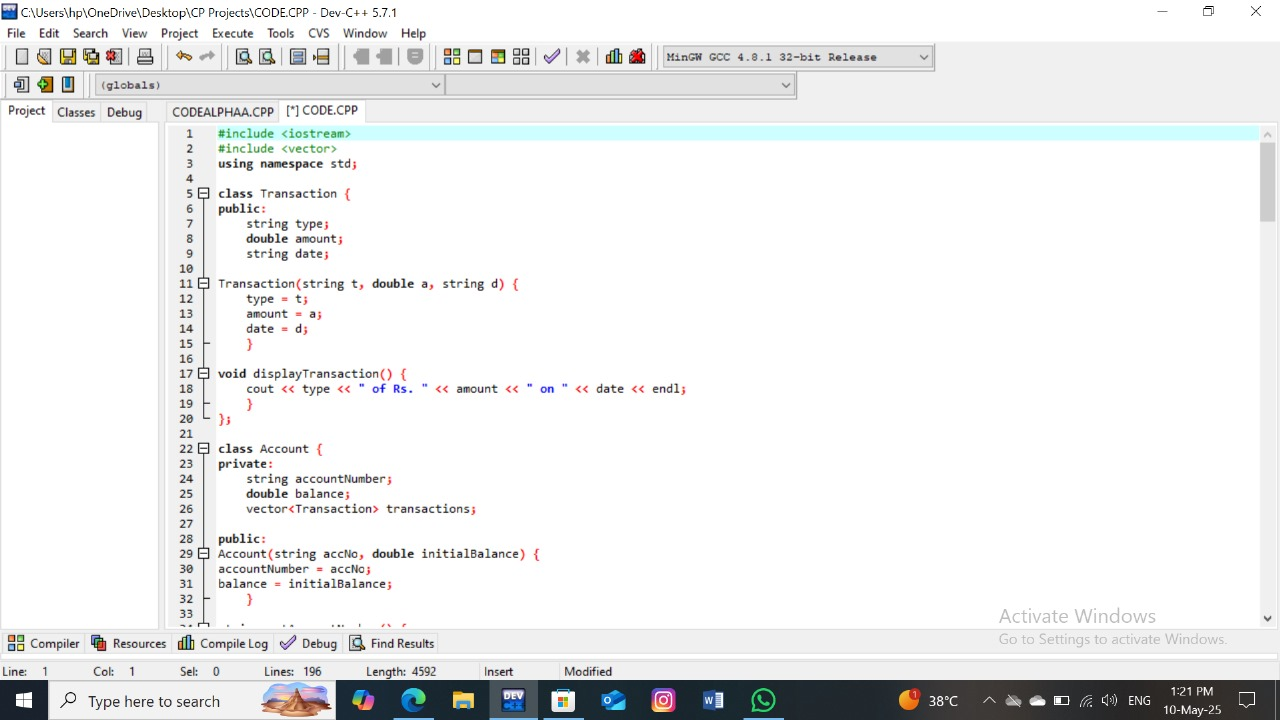 C:\Users\hp\OneDrive\Desktop\CP Projects\CODE.CPP - Dev-C++ 5.7.1
File Edit Search View Project Execute Tools CVS Window Help
MinGW GCC 4.8.1 32-bit Release
(globals)
Project Classes Debug CODEALPHAA.CPP [*] CODE.CPP
1 #include <iostream>
2 #include <vector>
3 using namespace std;
4
5 class Transaction {
6 public:
7 string type;
8 double amount;
9 string date;
10
11 Transaction(string t, double a, string d) {
12 type = t;
13 amount = a;
14 date = d;
15 }
16
17 void displayTransaction() {
18 cout << type << " of Rs. " << amount << " on " << date << endl;
19 }
20 };
21
22 class Account {
23 private:
24 string accountNumber;
25 double balance;
26 vector<Transaction> transactions;
27
28 public:
29 Account(string accNo, double initialBalance) {
30 accountNumber = accNo;
31 balance = initialBalance;
32 }
33
Activate Windows
Go to Settings to activate Windows.
Compiler Resources Compile Log Debug Find Results
Line: 1 Col: 1 Sel: 0 Lines: 196 Length: 4592 Insert Modified
Type here to search DEV 1 38°C ENG 1:21 PM
10-May-25